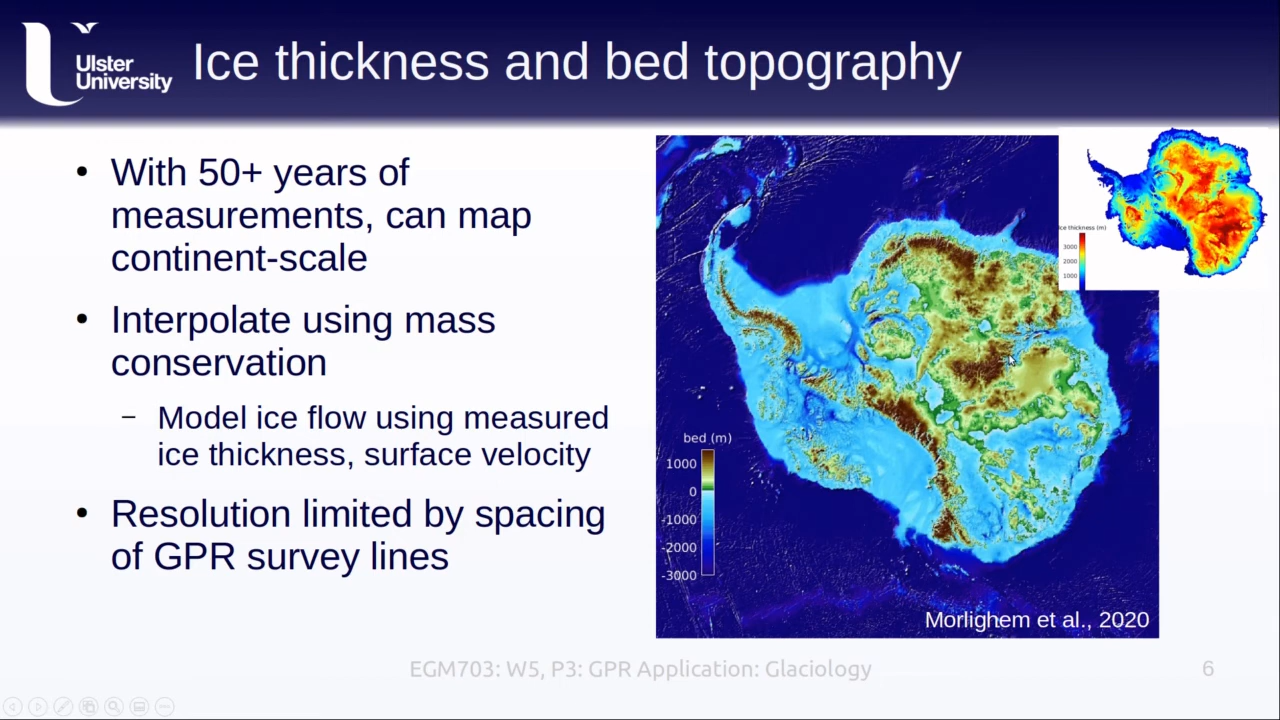 Ulster
University
Ice thickness and bed topography
• With 50+ years of
measurements, can map
continent-scale
• Interpolate using mass
conservation
– Model ice flow using measured
ice thickness, surface velocity
• Resolution limited by spacing
of GPR survey lines
ice thickness (m)
3000
2000
1000
bed (m)
1000
0
-1000
-2000
-3000
Morlighem et al., 2020
EGM703: W5, P3: GPR Application: Glaciology
6